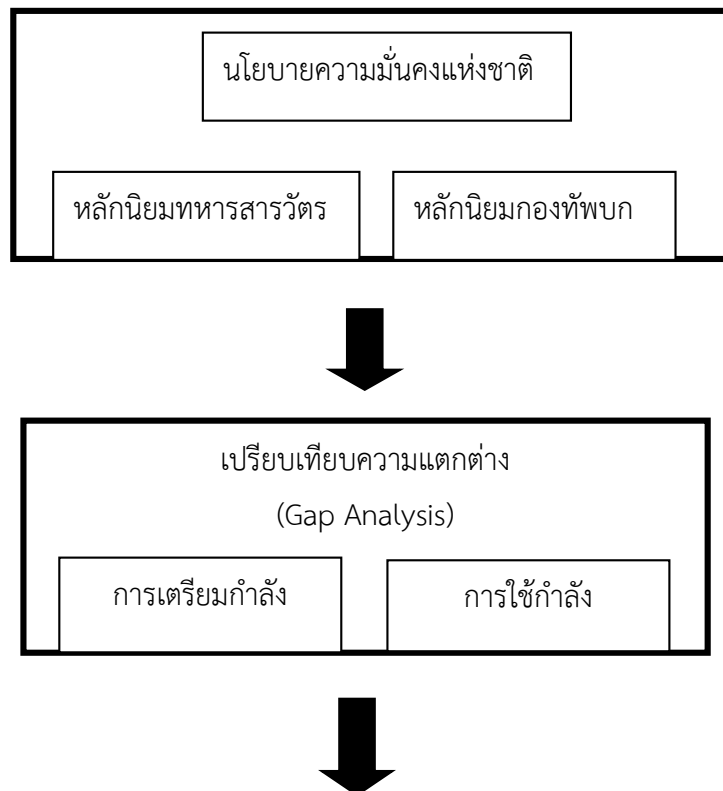 นโยบายความมั่นคงแห่งชาติ
หลักนิยมทหารสารวัตร
หลักนิยมกองทัพบก
เปรียบเทียบความแตกต่าง
(Gap Analysis)
การเตรียมกำลัง
การใช้กำลัง